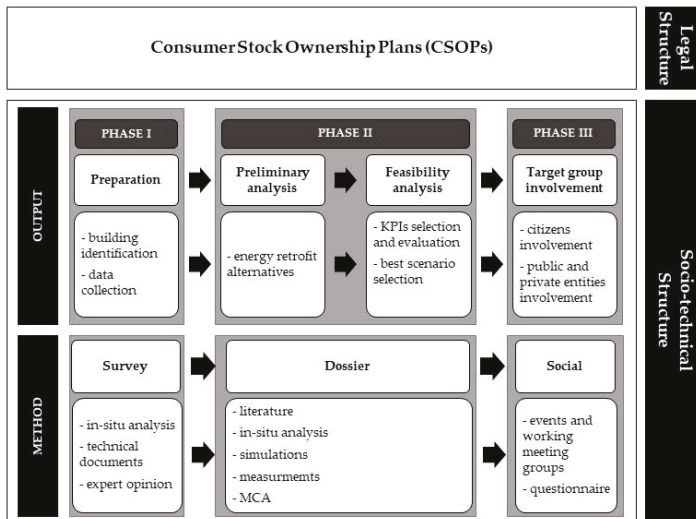 Consumer Stock Ownership Plans (CSOPs)
Legal
Structure
OUTPUT
PHASE I
PHASE II
PHASE III
Preparation
Preliminary
analysis
Feasibility
analysis
Target group
involvement
- building
identification
- data
collection
- energy retrofit
alternatives
- KPIs selection
and evaluation
- best scenario
selection
- citizens
involvement
- public and
private entities
involvement
Socio-technical
Structure
METHOD
Survey
Dossier
Social
- in-situ analysis
- technical
documents
- expert opinion
- literature
- in-situ analysis
- simulations
- measurmemts
- MCA
- events and
working
meeting
groups
- questionnaire